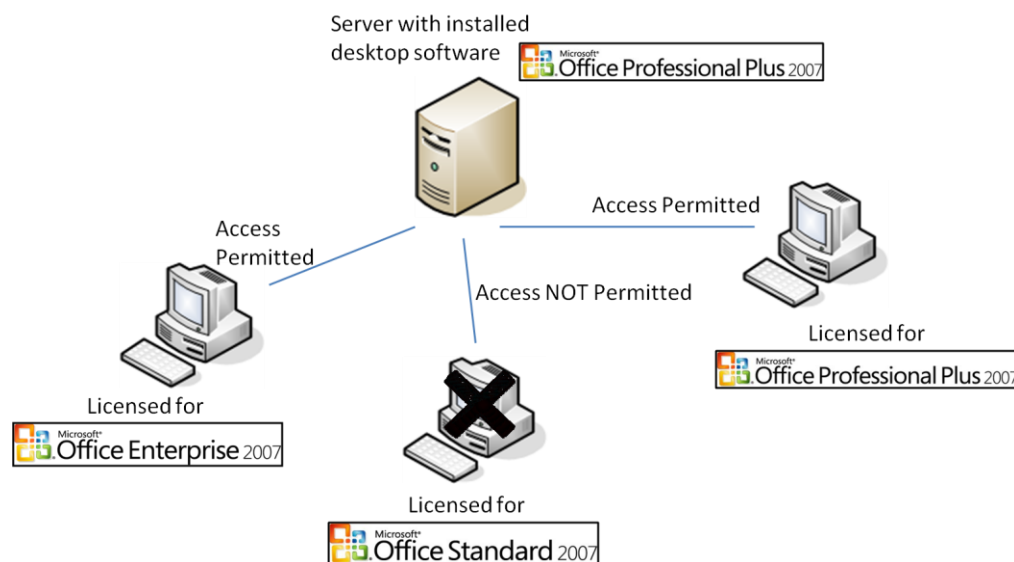 Server with installed
desktop software
Microsoft®
Office Professional Plus 2007
Access Permitted
Access
Permitted
Access NOT Permitted
Licensed for
Microsoft®
Office Professional Plus 2007
Licensed for
Microsoft®
Office Enterprise 2007
Licensed for
Microsoft®
Office Standard 2007